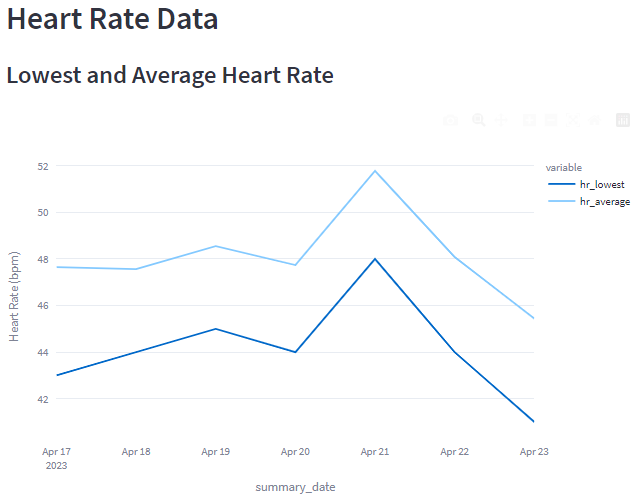 Heart Rate Data
Lowest and Average Heart Rate
variable
hr_lowest
hr_average
52
50
48
46
44
42
Heart Rate (bpm)
Apr 17
2023
Apr 18
Apr 19
Apr 20
Apr 21
Apr 22
Apr 23
summary_date